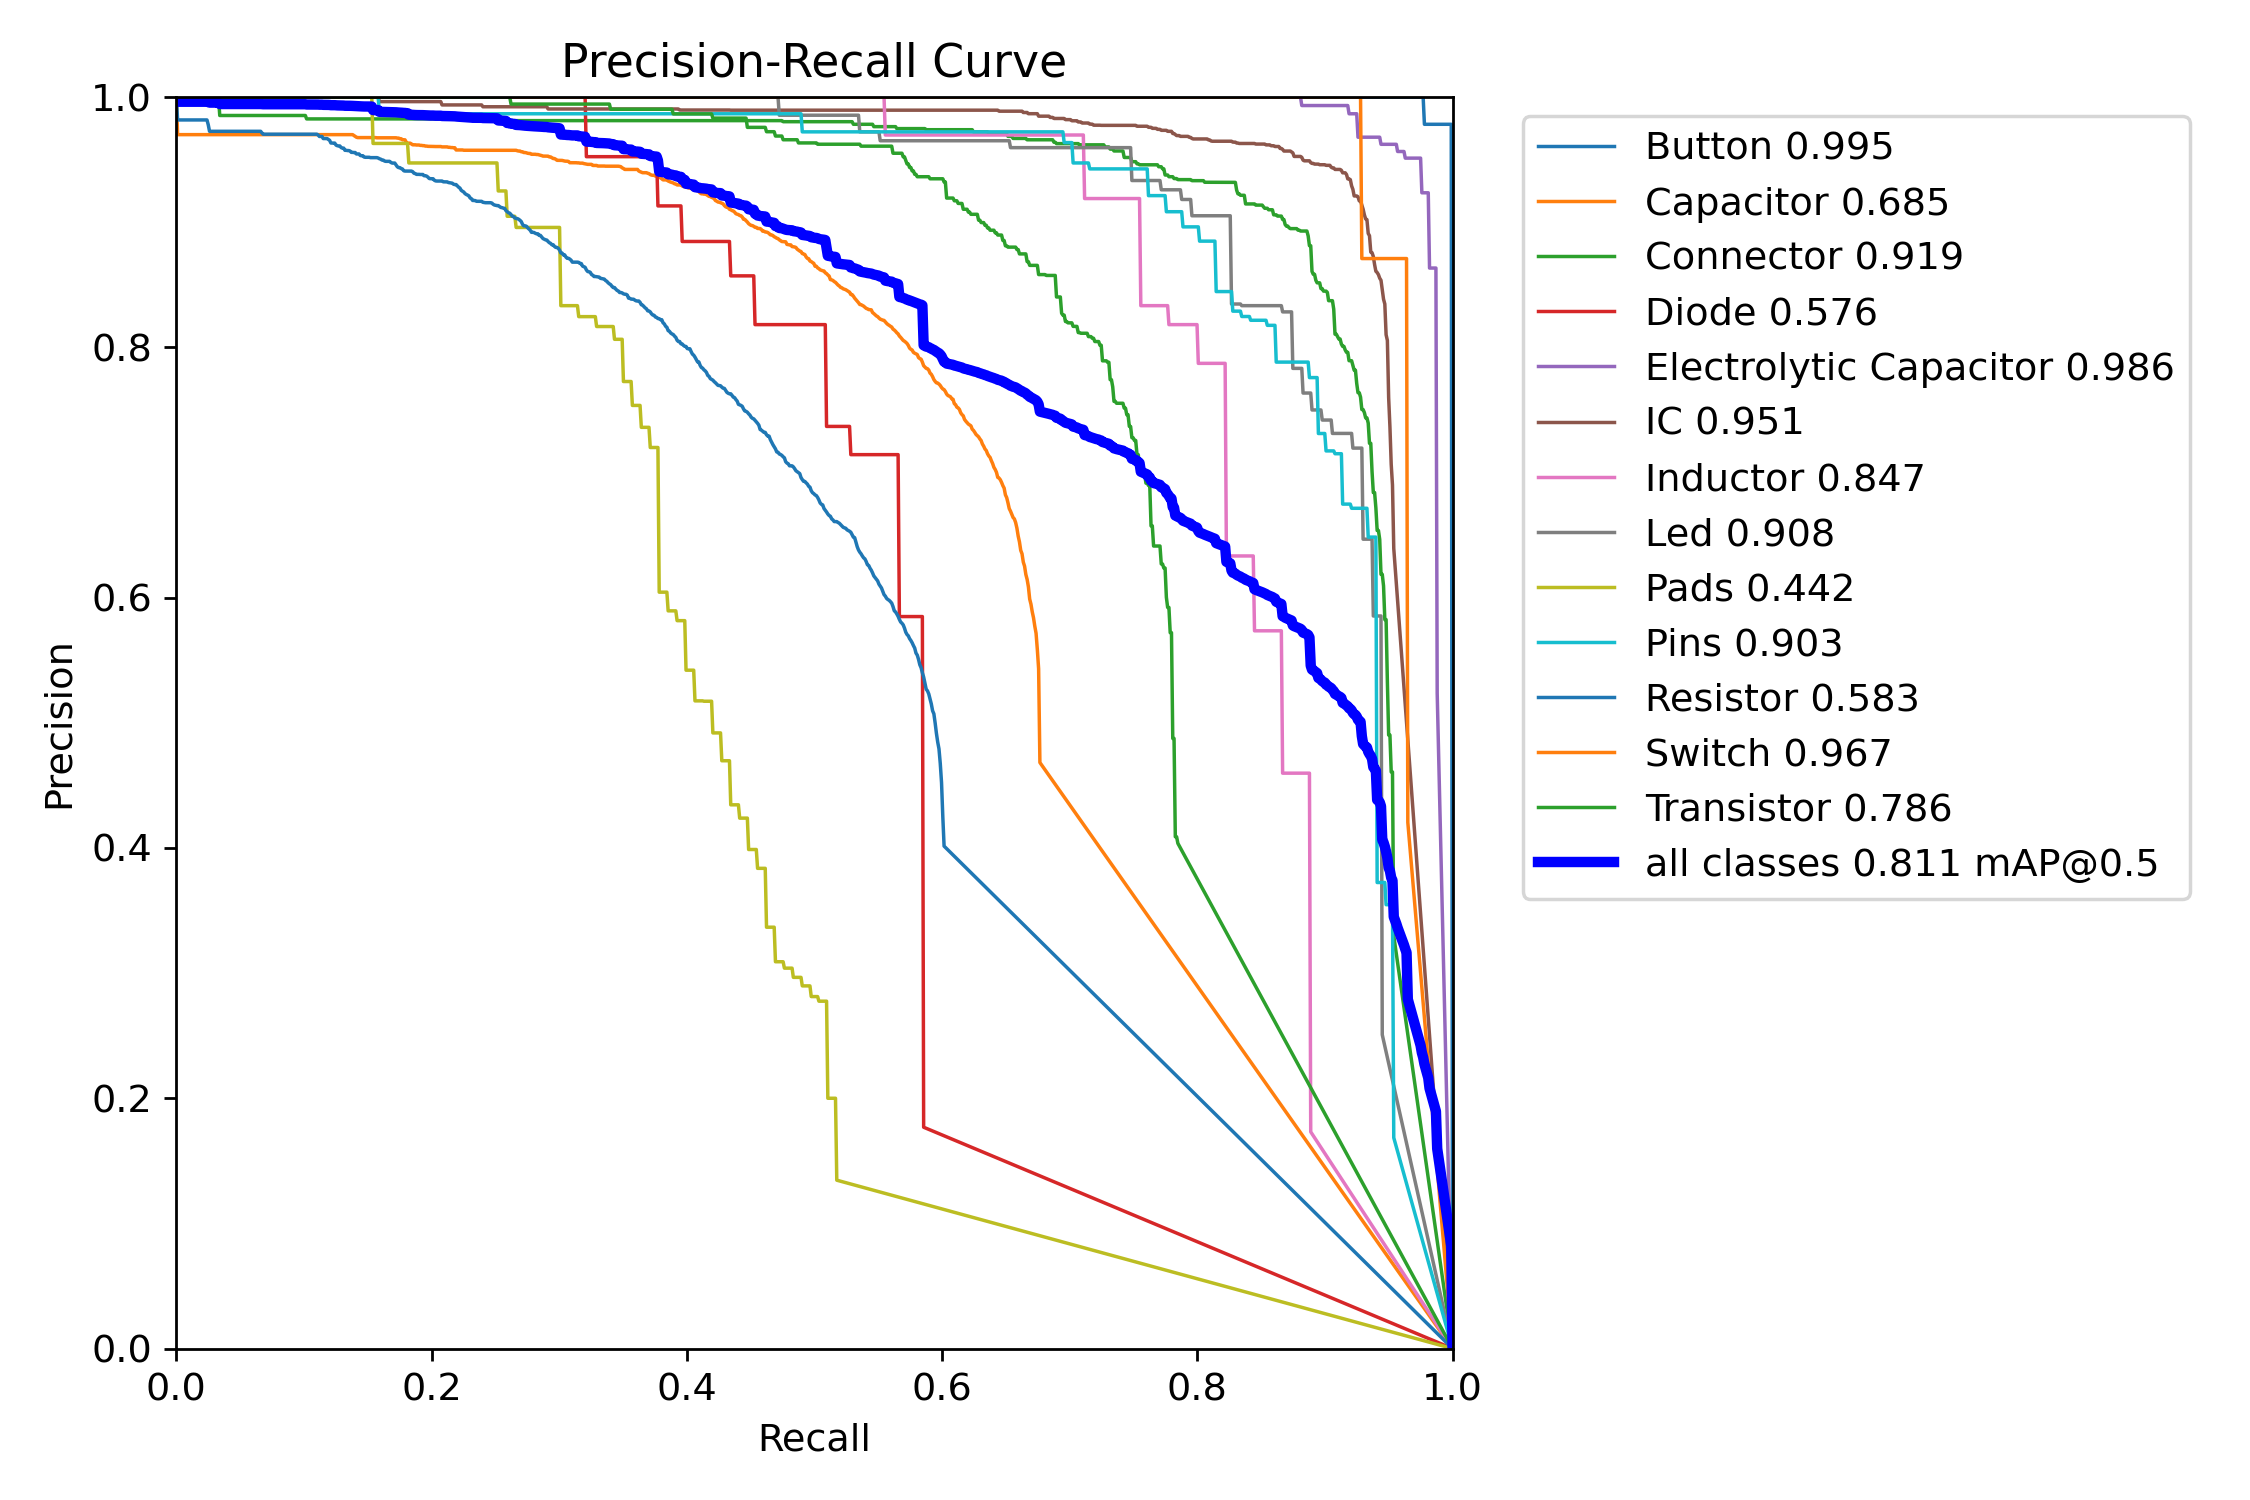 Precision-Recall Curve
1.0
0.8
0.6
0.4
0.2
0.0
Precision
0.0 0.2 0.4 0.6 0.8 1.0
Recall
Button 0.995
Capacitor 0.685
Connector 0.919
Diode 0.576
Electrolytic Capacitor 0.986
IC 0.951
Inductor 0.847
Led 0.908
Pads 0.442
Pins 0.903
Resistor 0.583
Switch 0.967
Transistor 0.786
all classes 0.811 mAP@0.5